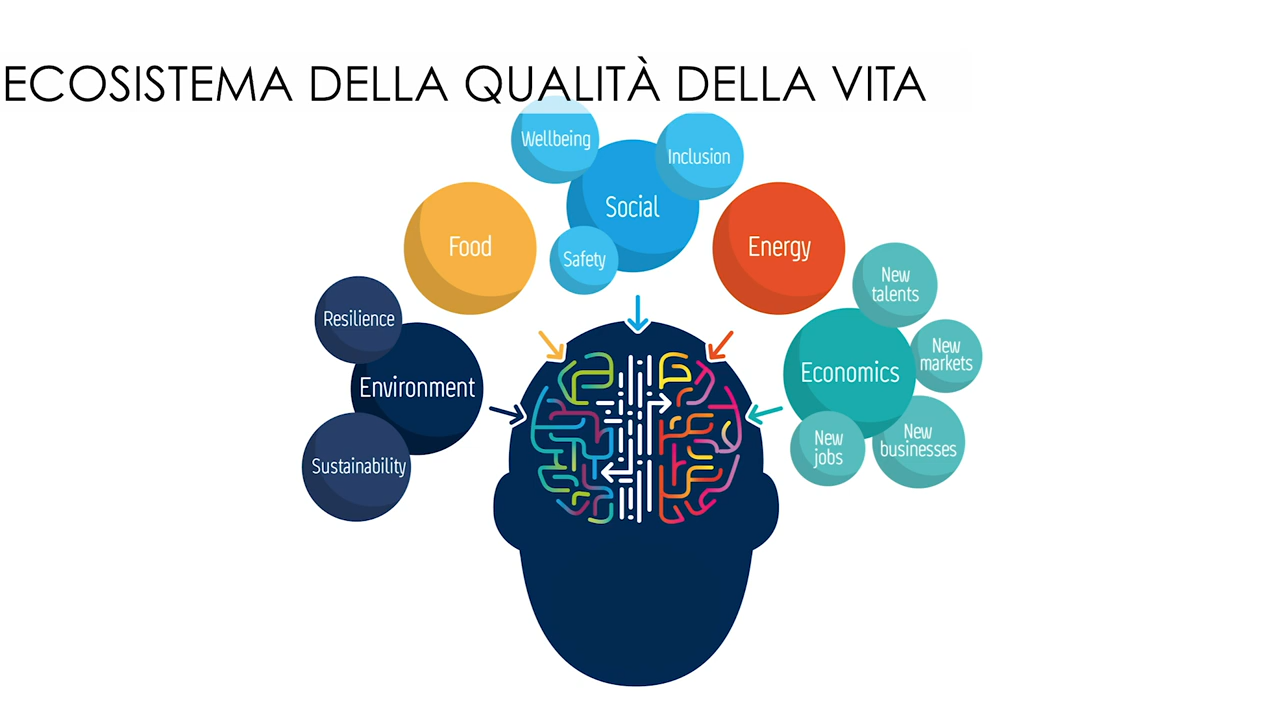 ECOSISTEMA DELLA QUALITÀ DELLA VITA
Wellbeing
Inclusion
Social
Safety
Food
Energy
Resilience
Environment
Sustainability
New
talents
Economics
New
markets
New
jobs
New
businesses